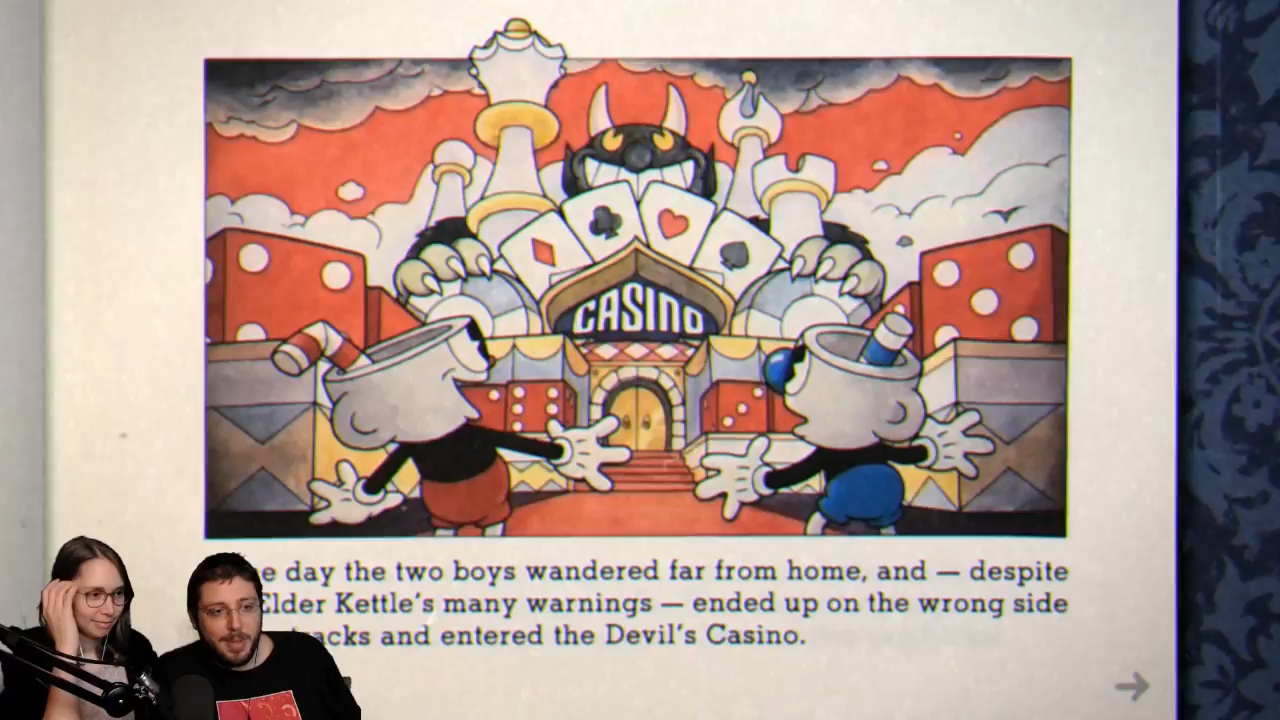 CASINO
day the two boys wandered far from home, and — despite
Elder Kettle's many warnings — ended up on the wrong side
and entered the Devil's Casino.